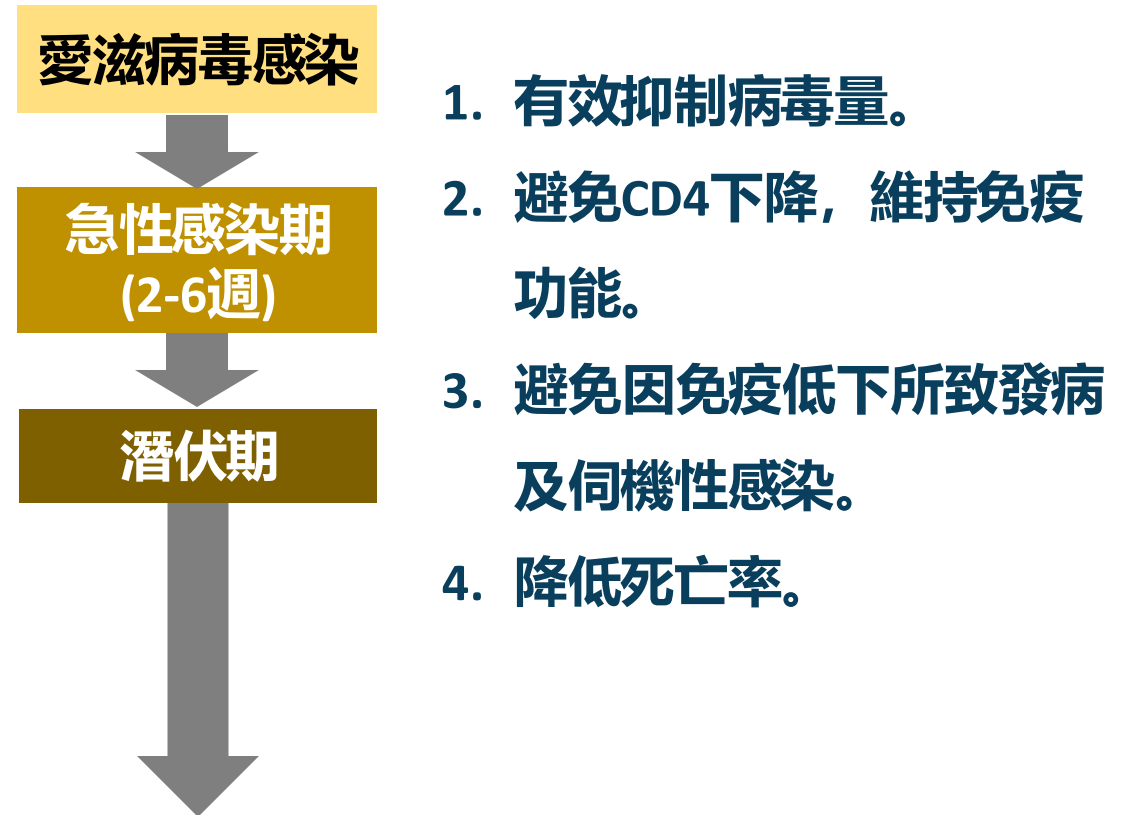 愛滋病毒感染
急性感染期
(2-6週)
潛伏期
1. 有效抑制病毒量。
2. 避免CD4下降，維持免疫
功能。
3. 避免因免疫低下所致發病
及伺機性感染。
4. 降低死亡率。